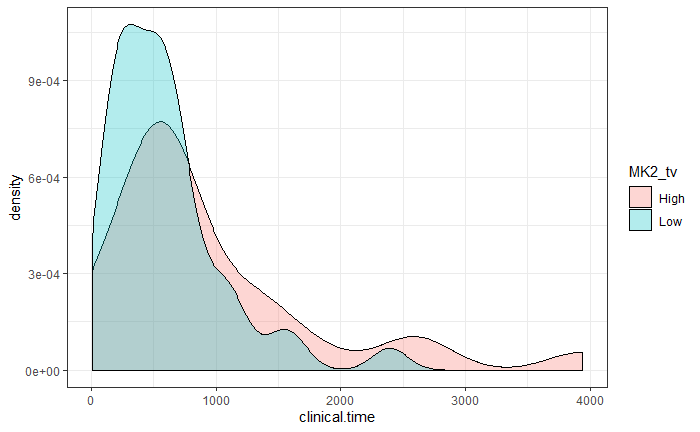 9e-04
6e-04
3e-04
0e+00
density
0
1000
2000
3000
4000
clinical.time
MK2_tv
High
Low